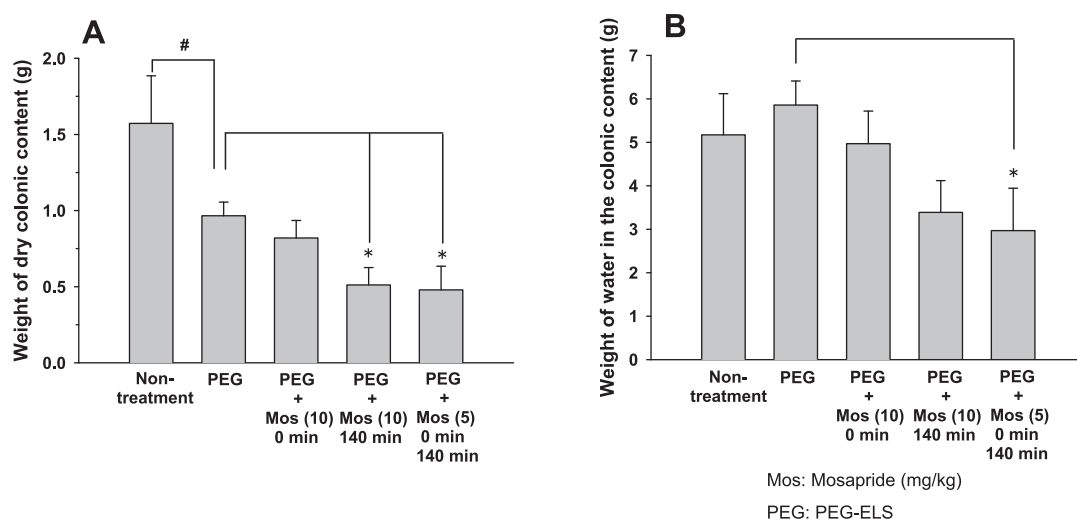 A
Weight of dry colonic content (g)
2.0
1.5
1.0
0.5
0.0
#
*
*
Non-
treatment
PEG
PEG
+
Mos (10)
0 min
PEG
+
Mos (10)
140 min
PEG
+
Mos (5)
0 min
140 min
B
Weight of water in the colonic content (g)
7
6
5
4
3
2
1
0
*
Non-
treatment
PEG
PEG
+
Mos (10)
0 min
PEG
+
Mos (10)
140 min
PEG
+
Mos (5)
0 min
140 min
Mos: Mosapride (mg/kg)
PEG: PEG-ELS